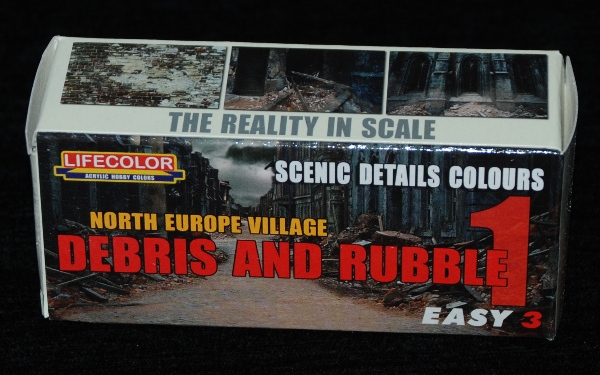 THE REALITY IN SCALE
LIFECOLOR
ACRYLIC HOBBY COLORS
SCENIC DETAILS COLOURS
NORTH EUROPE VILLAGE
DEBRIS AND RUBBLE 1
EASY 3